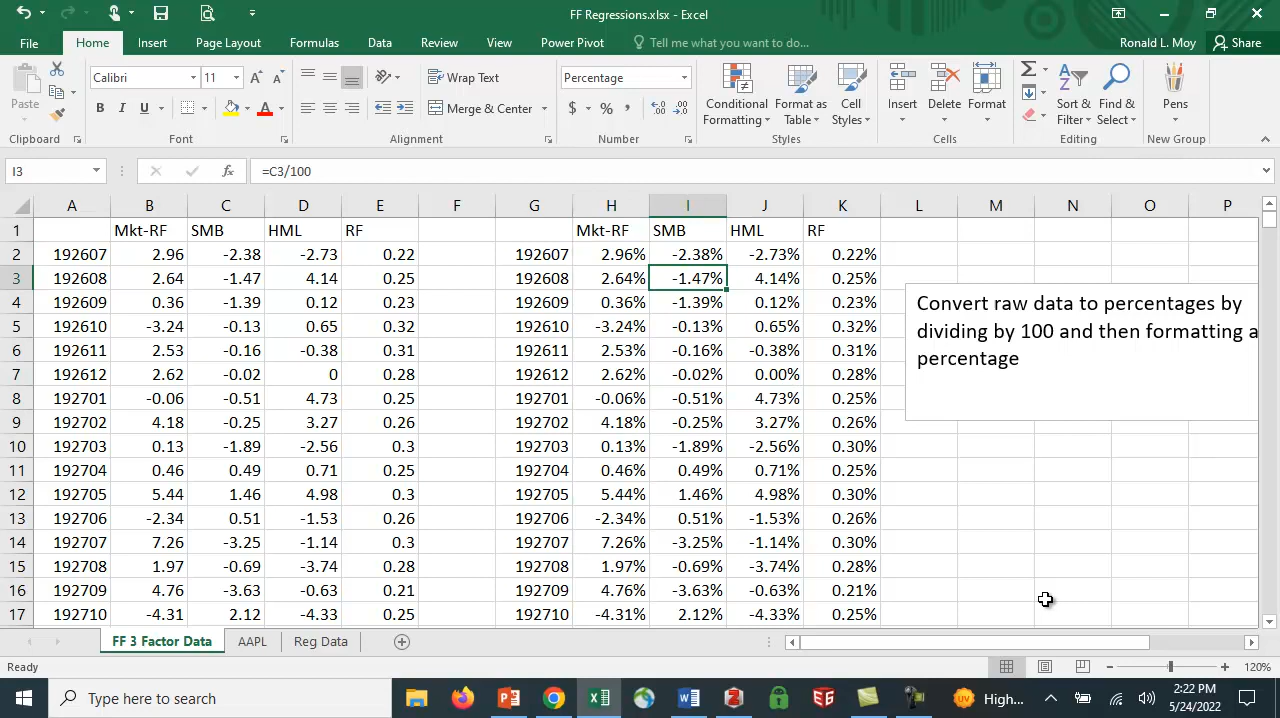 FF Regressions.xlsx - Excel
File Home Insert Page Layout Formulas Data Review View Power Pivot Tell me what you want to do... Ronald L. Moy Share
Calibri 11 Wrap Text Percentage
Paste B I U A Merge & Center $ % , Conditional Formatting Format as Table Cell Styles Insert Delete Format Sort & Filter Find & Select Pens
Clipboard Font Alignment Number Styles Cells Editing New Group
I3 fx =C3/100
A B C D E F G H I J K L M N O P
1 Mkt-RF SMB HML RF Mkt-RF SMB HML RF
2 192607 2.96 -2.38 -2.73 0.22 192607 2.96% -2.38% -2.73% 0.22%
3 192608 2.64 -1.47 4.14 0.25 192608 2.64% -1.47% 4.14% 0.25%
4 192609 0.36 -1.39 0.12 0.23 192609 0.36% -1.39% 0.12% 0.23%
5 192610 -3.24 -0.13 0.65 0.32 192610 -3.24% -0.13% 0.65% 0.32%
6 192611 2.53 -0.16 -0.38 0.31 192611 2.53% -0.16% -0.38% 0.31%
7 192612 2.62 -0.02 0 0.28 192612 2.62% -0.02% 0.00% 0.28%
8 192701 -0.06 -0.51 4.73 0.25 192701 -0.06% -0.51% 4.73% 0.25%
9 192702 4.18 -0.25 3.27 0.26 192702 4.18% -0.25% 3.27% 0.26%
10 192703 0.13 -1.89 -2.56 0.3 192703 0.13% -1.89% -2.56% 0.30%
11 192704 0.46 0.49 0.71 0.25 192704 0.46% 0.49% 0.71% 0.25%
12 192705 5.44 1.46 4.98 0.3 192705 5.44% 1.46% 4.98% 0.30%
13 192706 -2.34 0.51 -1.53 0.26 192706 -2.34% 0.51% -1.53% 0.26%
14 192707 7.26 -3.25 -1.14 0.3 192707 7.26% -3.25% -1.14% 0.30%
15 192708 1.97 -0.69 -3.74 0.28 192708 1.97% -0.69% -3.74% 0.28%
16 192709 4.76 -3.63 -0.63 0.21 192709 4.76% -3.63% -0.63% 0.21%
17 192710 -4.31 2.12 -4.33 0.25 192710 -4.31% 2.12% -4.33% 0.25%
Convert raw data to percentages by
dividing by 100 and then formatting a
percentage
FF 3 Factor Data AAPL Reg Data
Ready 120%
Type here to search High... 2:22 PM
5/24/2022